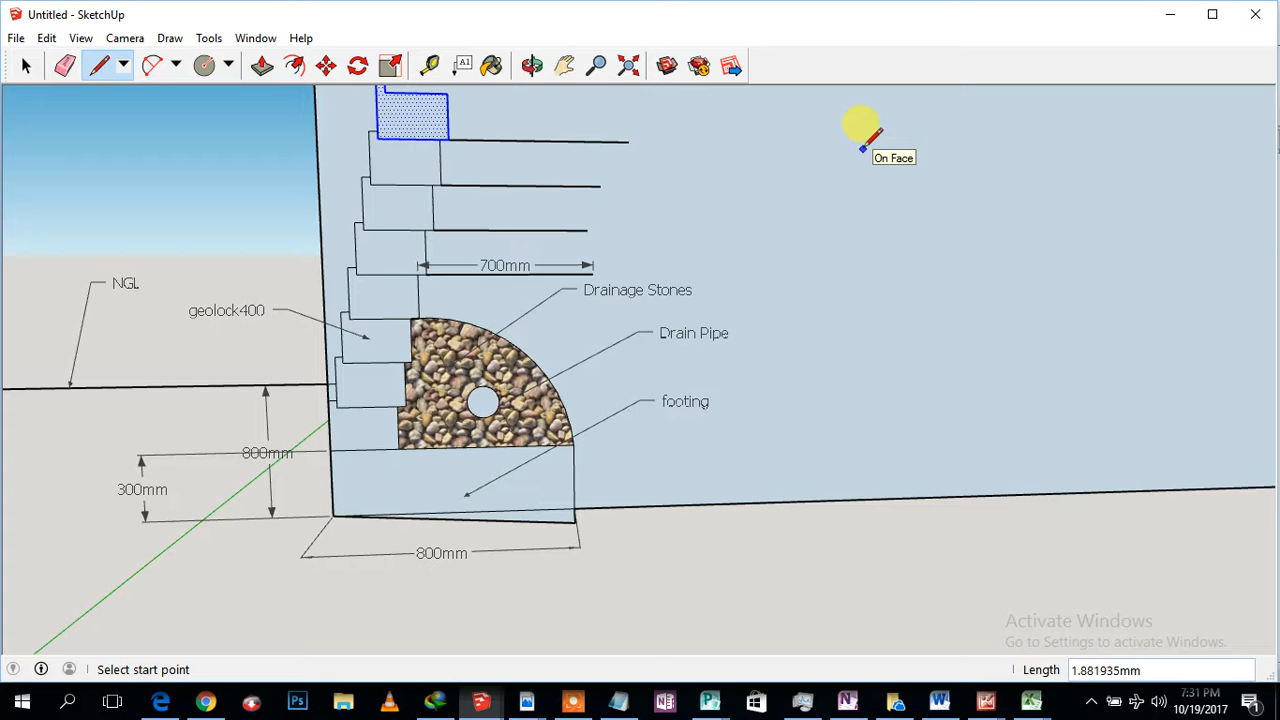 Untitled - SketchUp
File Edit View Camera Draw Tools Window Help
A1
On Face
700mm
NGL
Drainage Stones
geolock400
Drain Pipe
footing
800mm
300mm
800mm
Activate Windows
Go to Settings to activate Windows.
Select start point
Length 1.881935mm
7:31 PM
10/19/2017